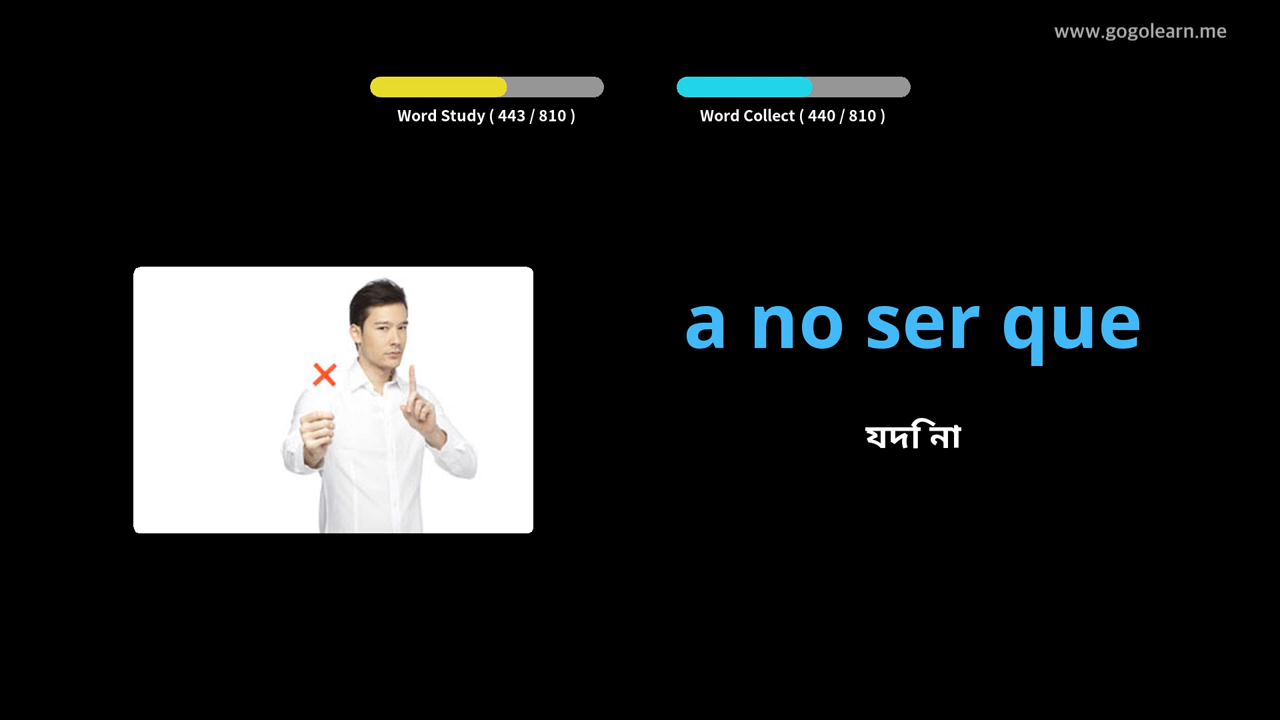 www.gogolearn.me
Word Study ( 443 / 810 )
Word Collect ( 440 / 810 )
a no ser que
যদি না